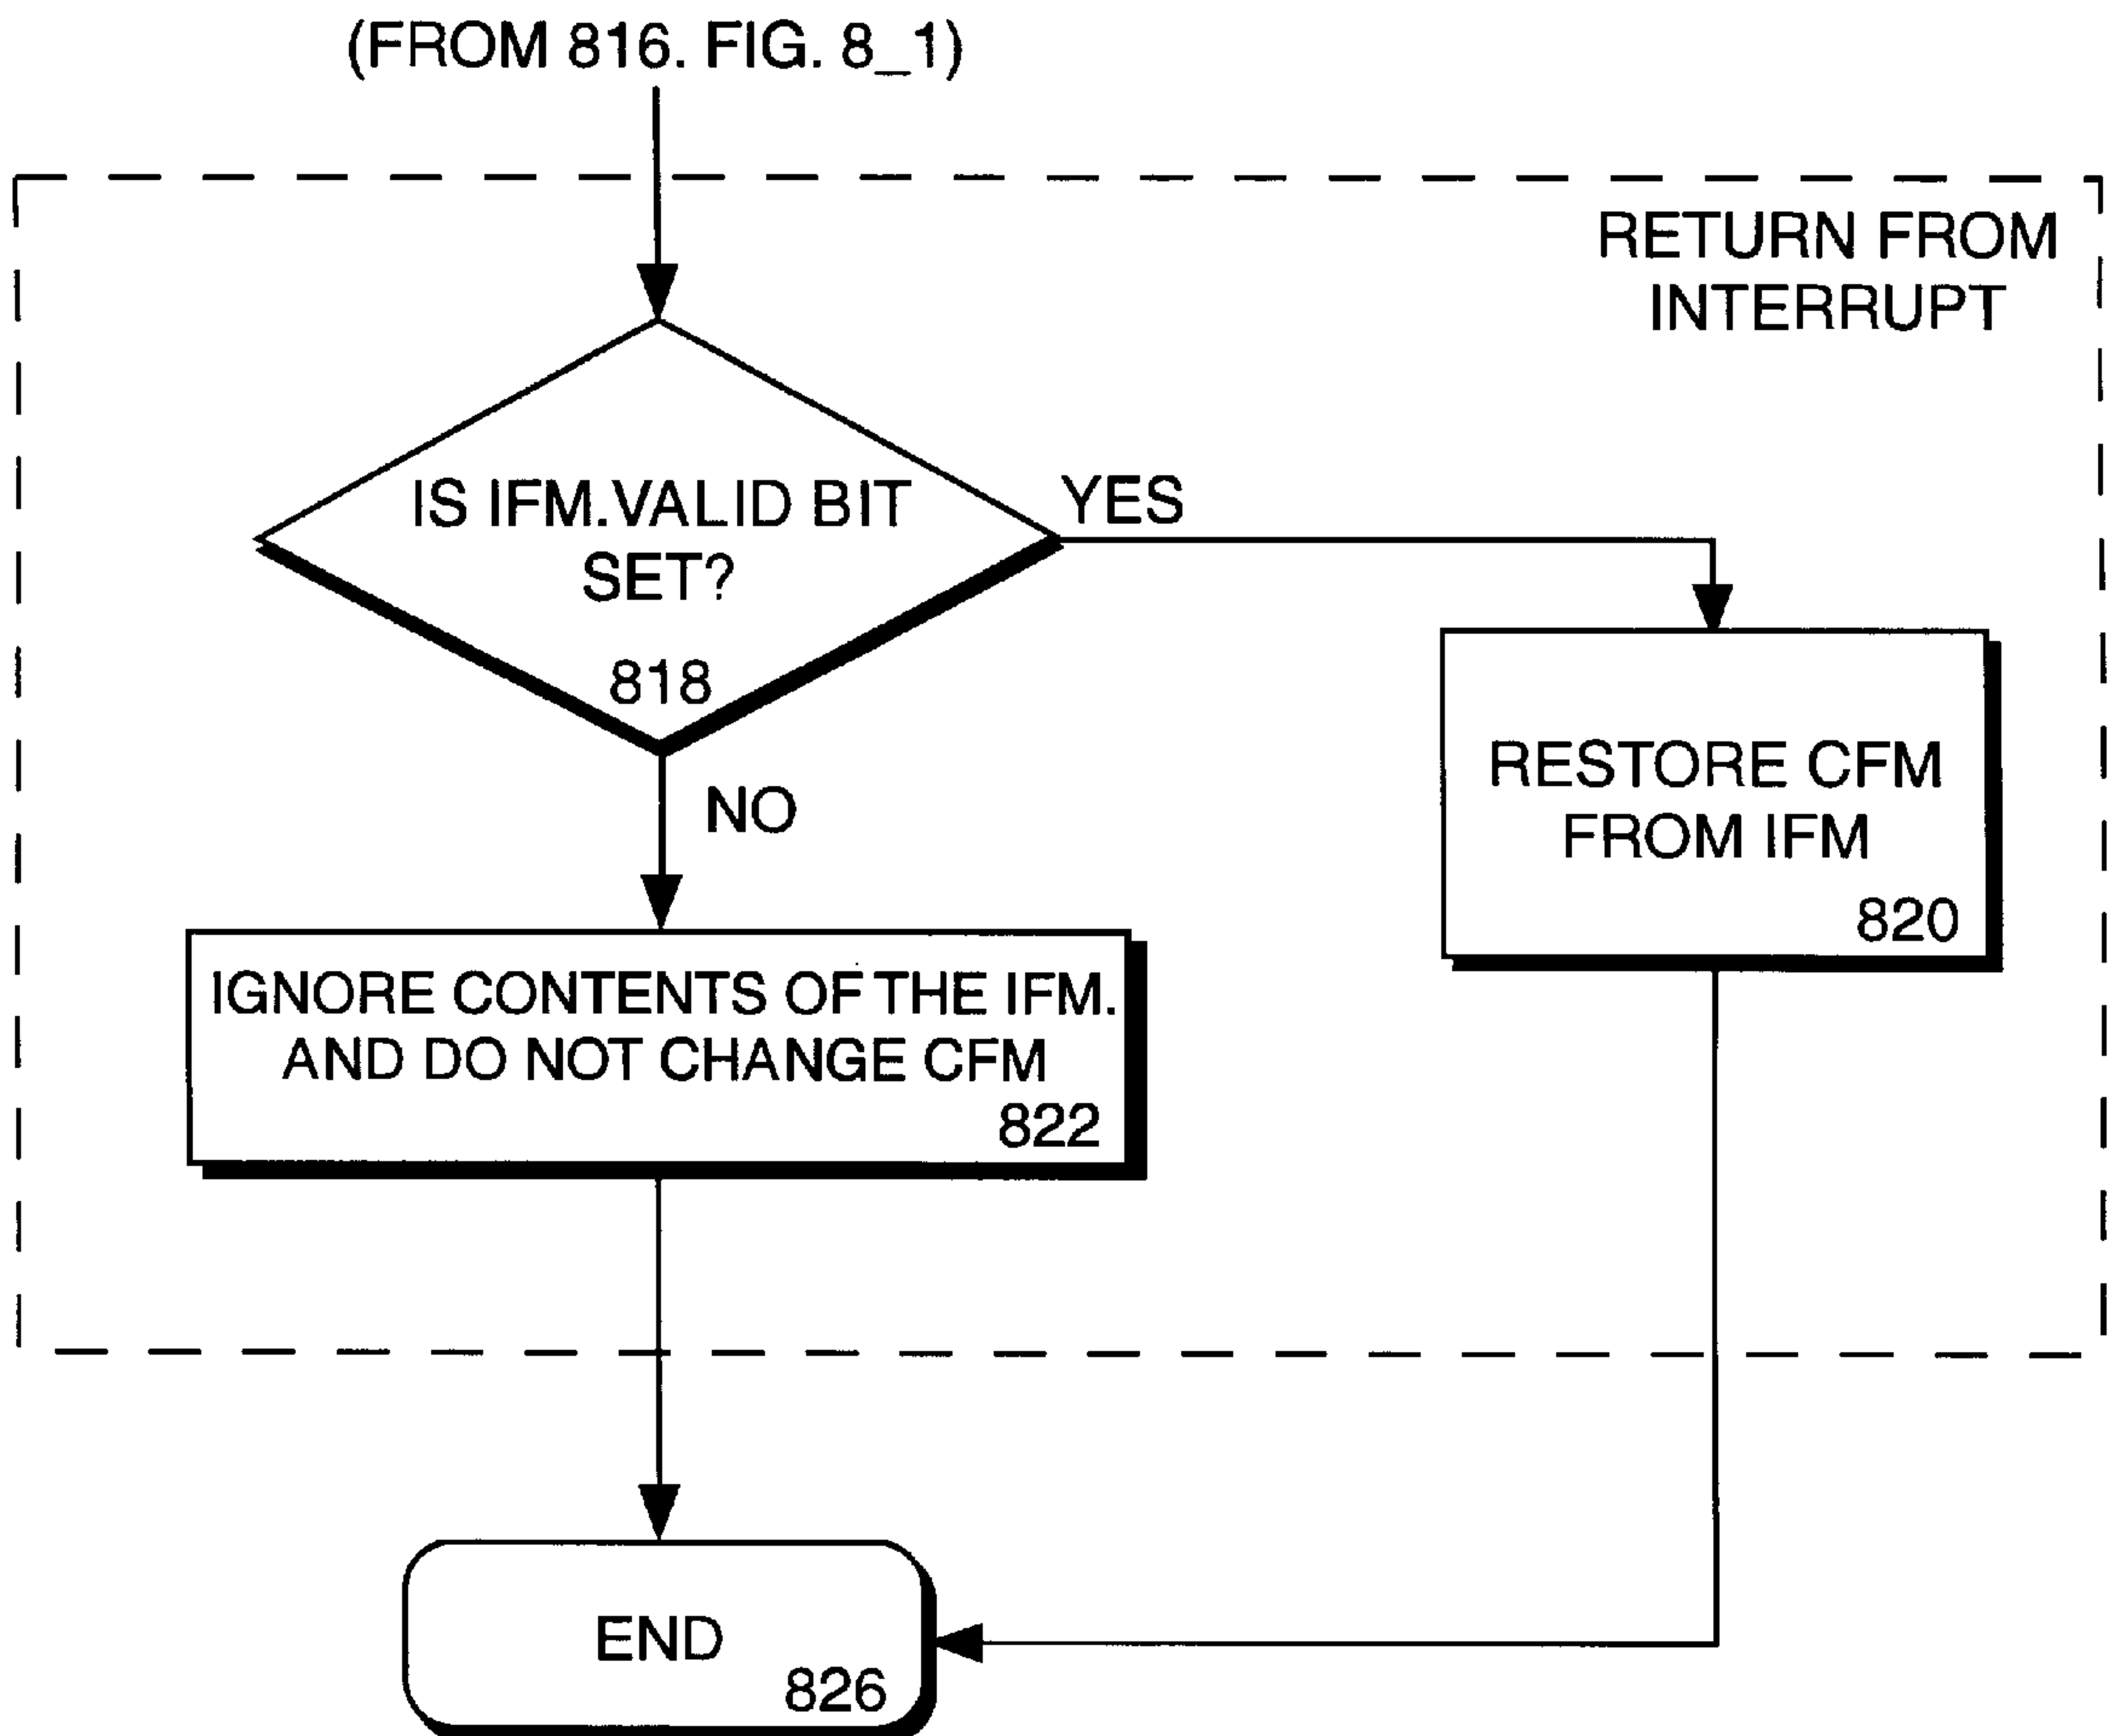 (FROM 816. FIG. 8_1)
RETURN FROM
INTERRUPT
IS IFM.VALID BIT
SET?
818
YES
NO
RESTORE CFM
FROM IFM
820
IGNORE CONTENTS OF THE IFM.
AND DO NOT CHANGE CFM
822
END
826